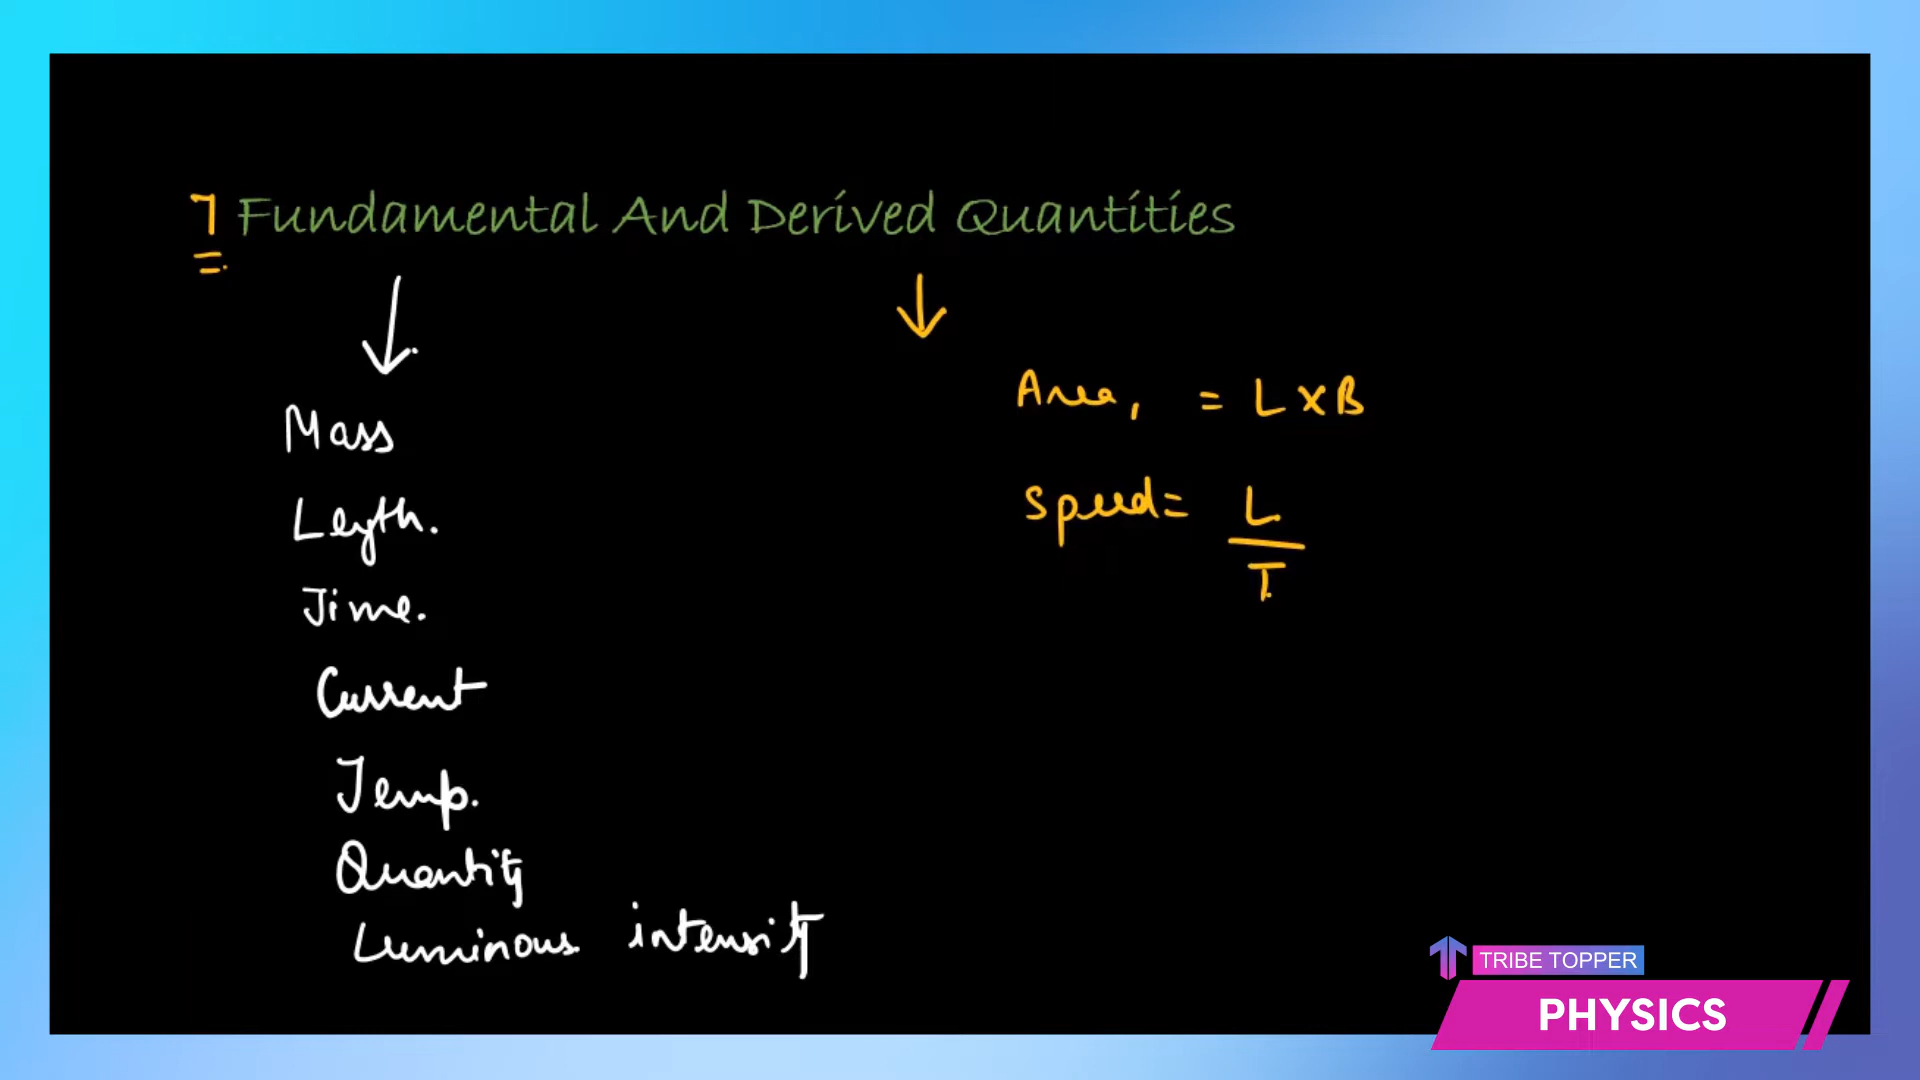 7 Fundamental And Derived Quantities
Mass
Length.
Time.
Current
Temp.
Quantity
Luminous intensity
Area, = L x B
Speed = L
T
TRIBE TOPPER
PHYSICS